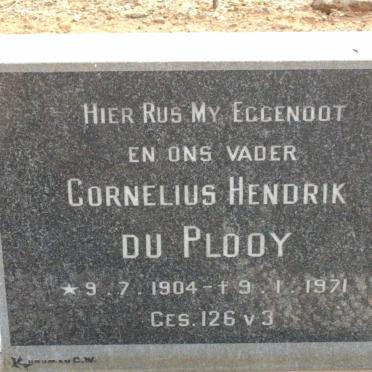 HIER RUS MY EGGENOOT
EN ONS VADER
CORNELIUS HENDRIK
DU PLOOY
★ 9.7.1904-† 9.1.1971
GES. 126 v 3
KURUMAN C.W.